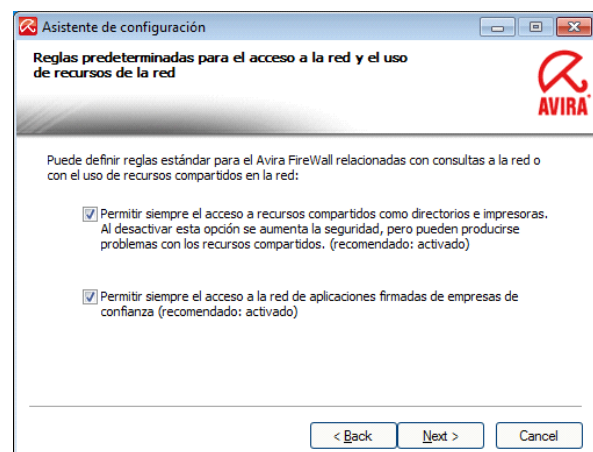 Asistente de configuración
Reglas predeterminadas para el acceso a la red y el uso
de recursos de la red
AVIRA
Puede definir reglas estándar para el Avira FireWall relacionadas con consultas a la red o
con el uso de recursos compartidos en la red:
Permitir siempre el acceso a recursos compartidos como directorios e impresoras.
Al desactivar esta opción se aumenta la seguridad, pero pueden producirse
problemas con los recursos compartidos. (recomendado: activado)
Permitir siempre el acceso a la red de aplicaciones firmadas de empresas de
confianza (recomendado: activado)
< Back
Next >
Cancel